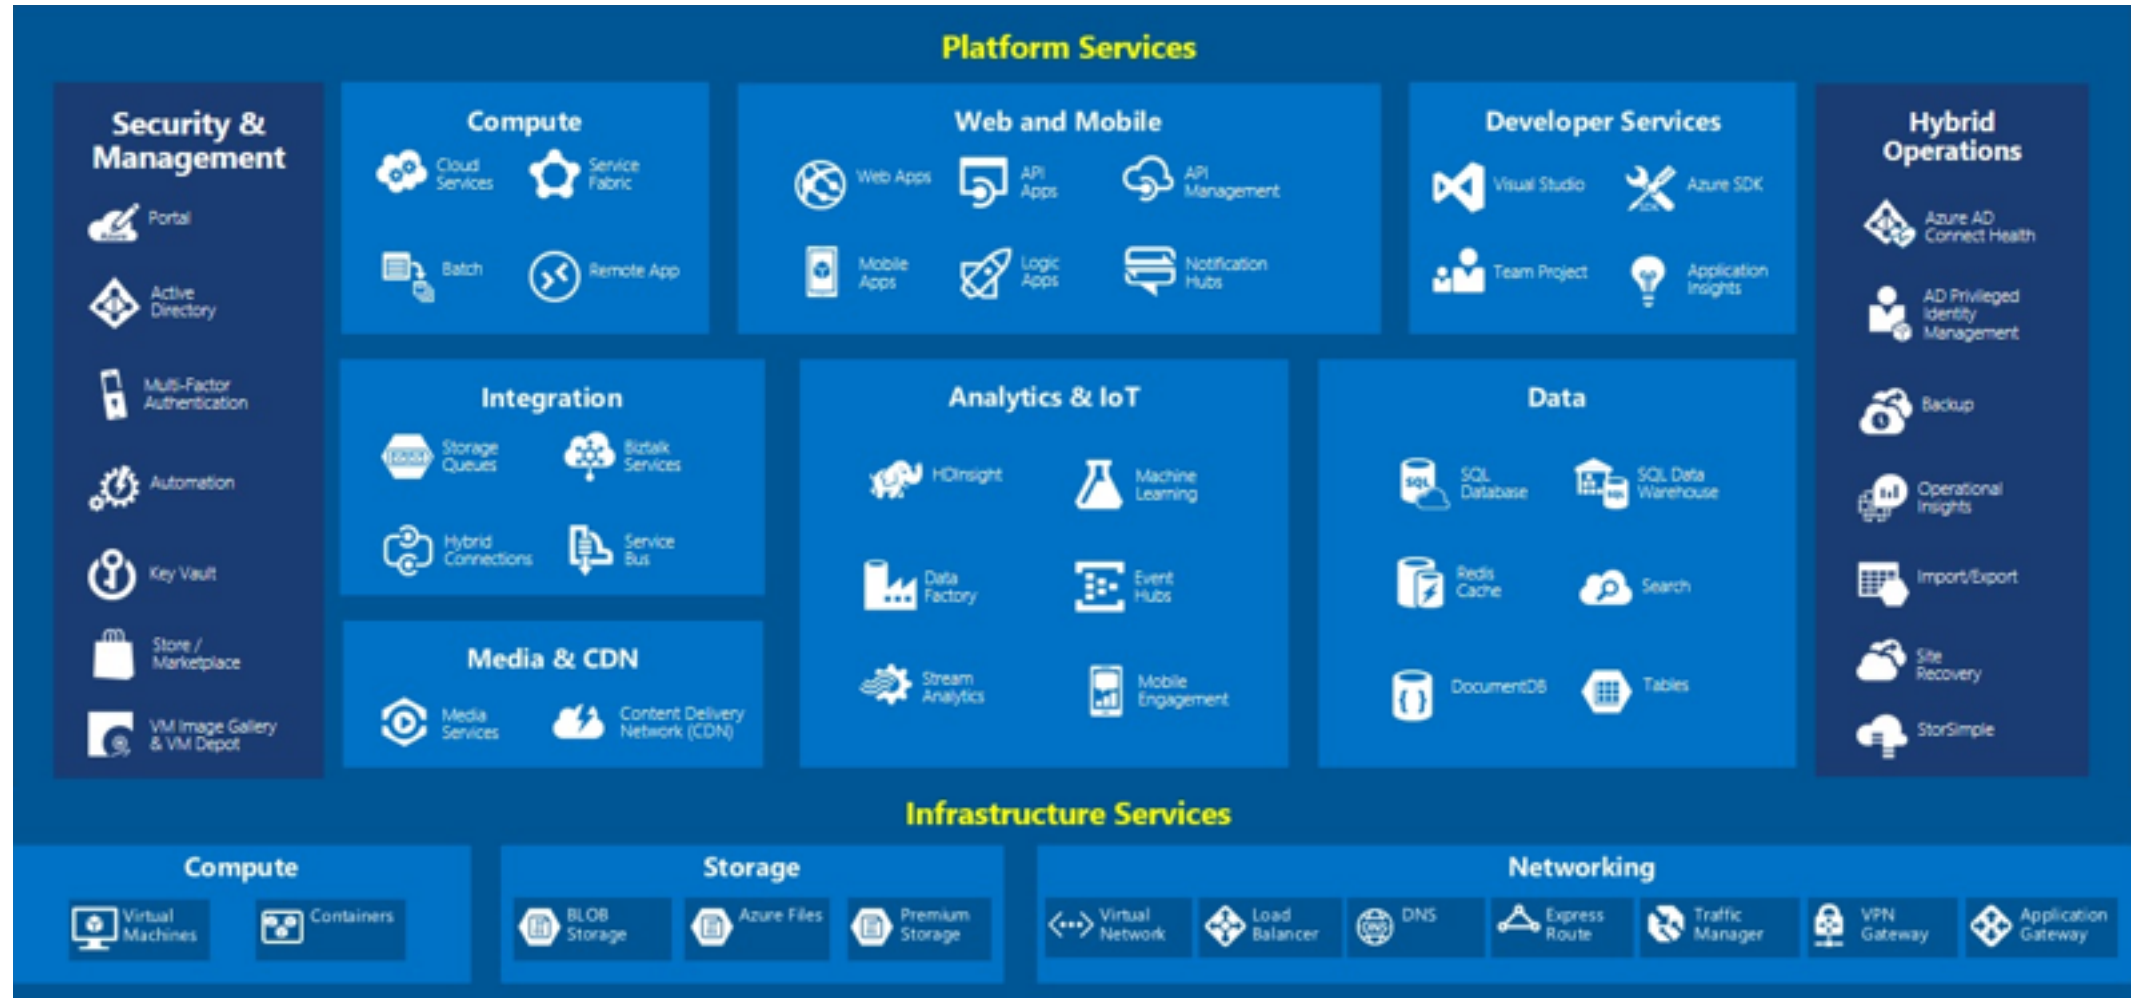 Platform Services
Security &
Management
Portal
Active
Directory
Multi-Factor
Authentication
Automation
Key Vault
Store /
Marketplace
VM Image Gallery
& VM Depot
Compute
Cloud
Services
Service
Fabric
Batch
Remote App
Web and Mobile
Web Apps
API
Apps
API
Management
Mobile
Apps
Logic
Apps
Notification
Hubs
Developer Services
Visual Studio
SDK
Azure SDK
Team Project
Application
Insights
Hybrid
Operations
Azure AD
Connect Health
AD Privileged
Identity
Management
Backup
Operational
Insights
Import/Export
Site
Recovery
StorSimple
Integration
Storage
Queues
Biztalk
Services
Hybrid
Connections
Service
Bus
Media & CDN
Media
Services
Content Delivery
Network (CDN)
Analytics & IoT
HDInsight
Machine
Learning
Data
Factory
Event
Hubs
Stream
Analytics
Mobile
Engagement
Data
SQL
SQL
Database
SQL
SQL Data
Warehouse
Redis
Cache
Search
{ }
DocumentDB
Tables
Infrastructure Services
Compute
Virtual
Machines
Containers
Storage
BLOB
Storage
Azure Files
Premium
Storage
Networking
Virtual
Network
Load
Balancer
DNS
DNS
Express
Route
Traffic
Manager
VPN
Gateway
Application
Gateway